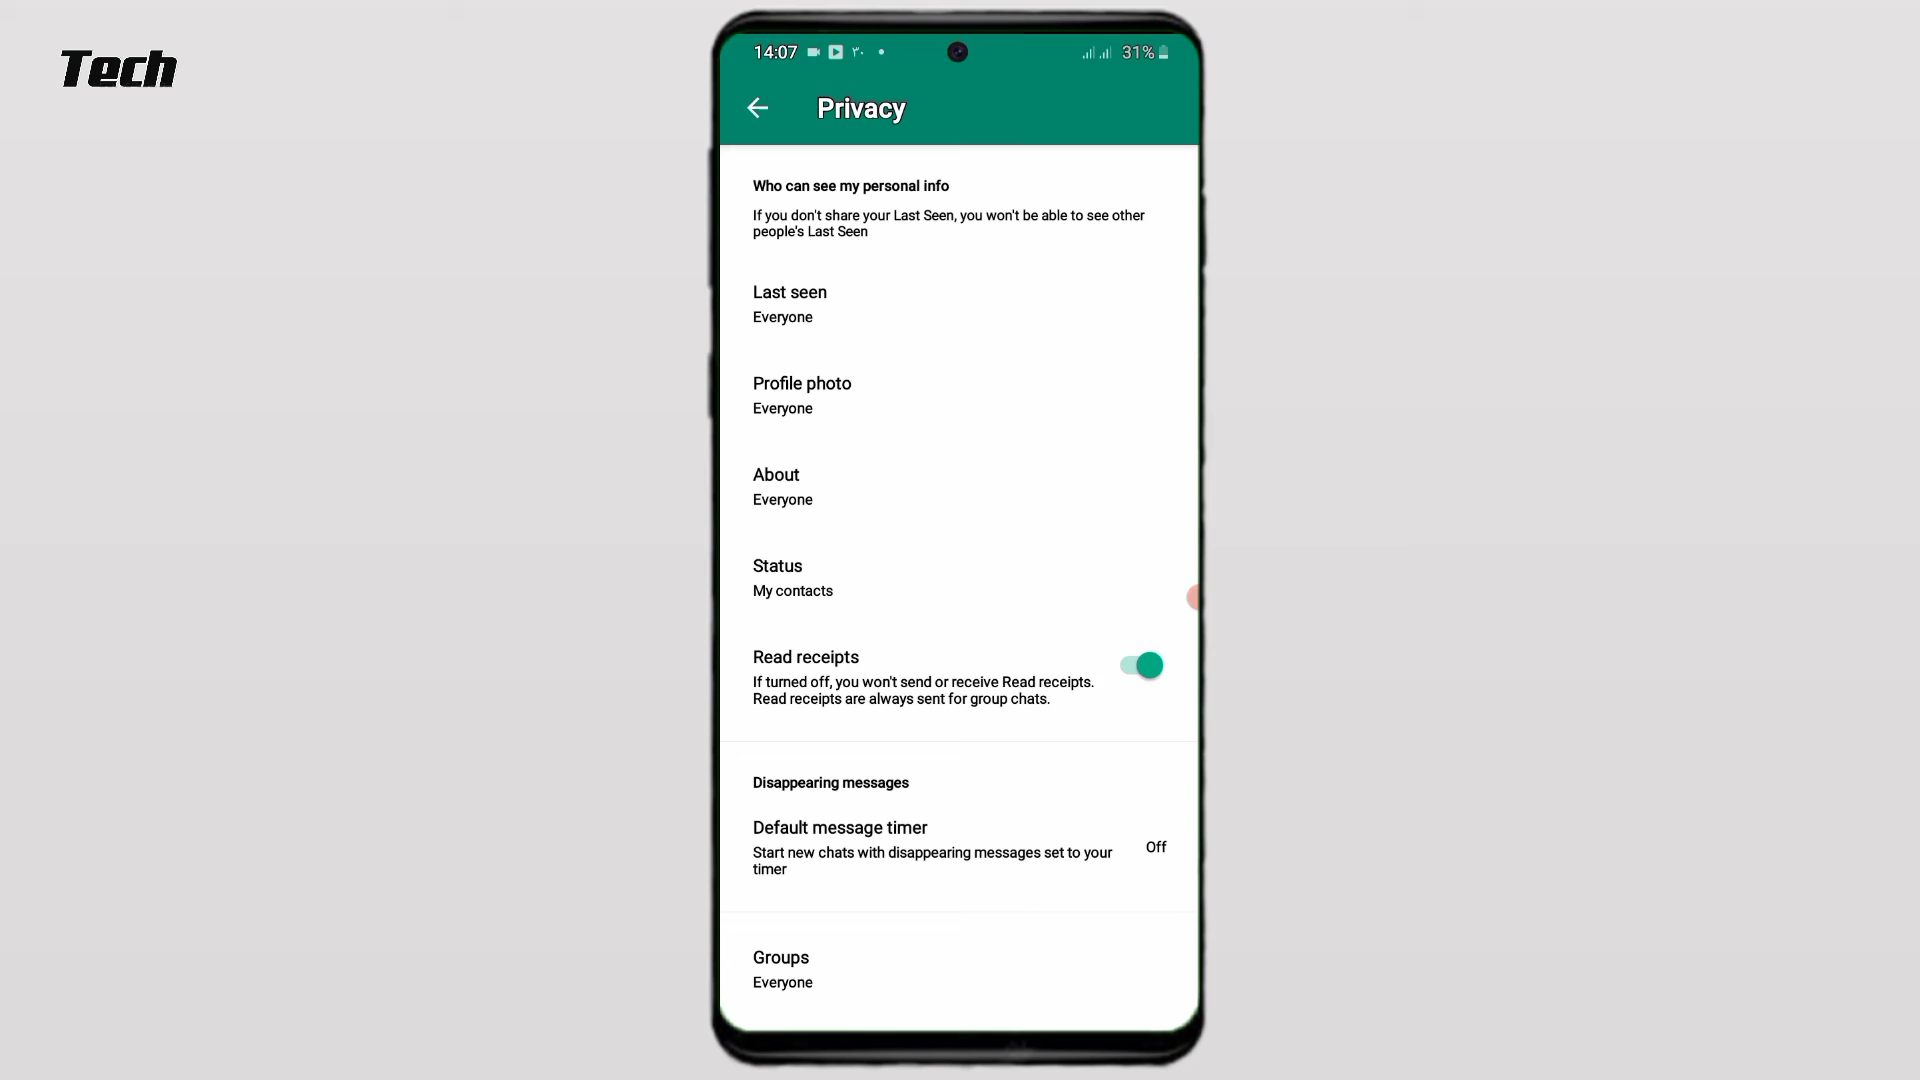 Tech
14:07 ٣٠ 31%
Privacy
Who can see my personal info
If you don't share your Last Seen, you won't be able to see other
people's Last Seen
Last seen
Everyone
Profile photo
Everyone
About
Everyone
Status
My contacts
Read receipts
If turned off, you won't send or receive Read receipts.
Read receipts are always sent for group chats.
Disappearing messages
Default message timer
Start new chats with disappearing messages set to your
timer
Off
Groups
Everyone